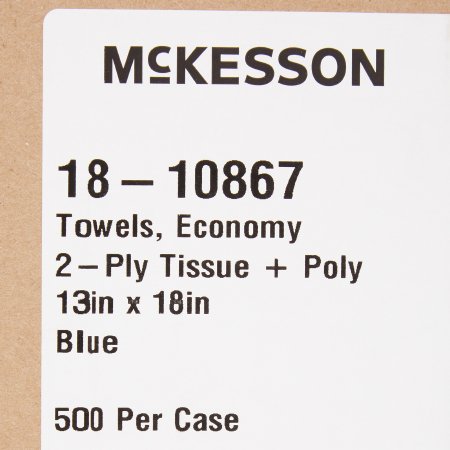 McKESSON
18-10867
Towels, Economy
2-Ply Tissue + Poly
13in x 18in
Blue
500 Per Case